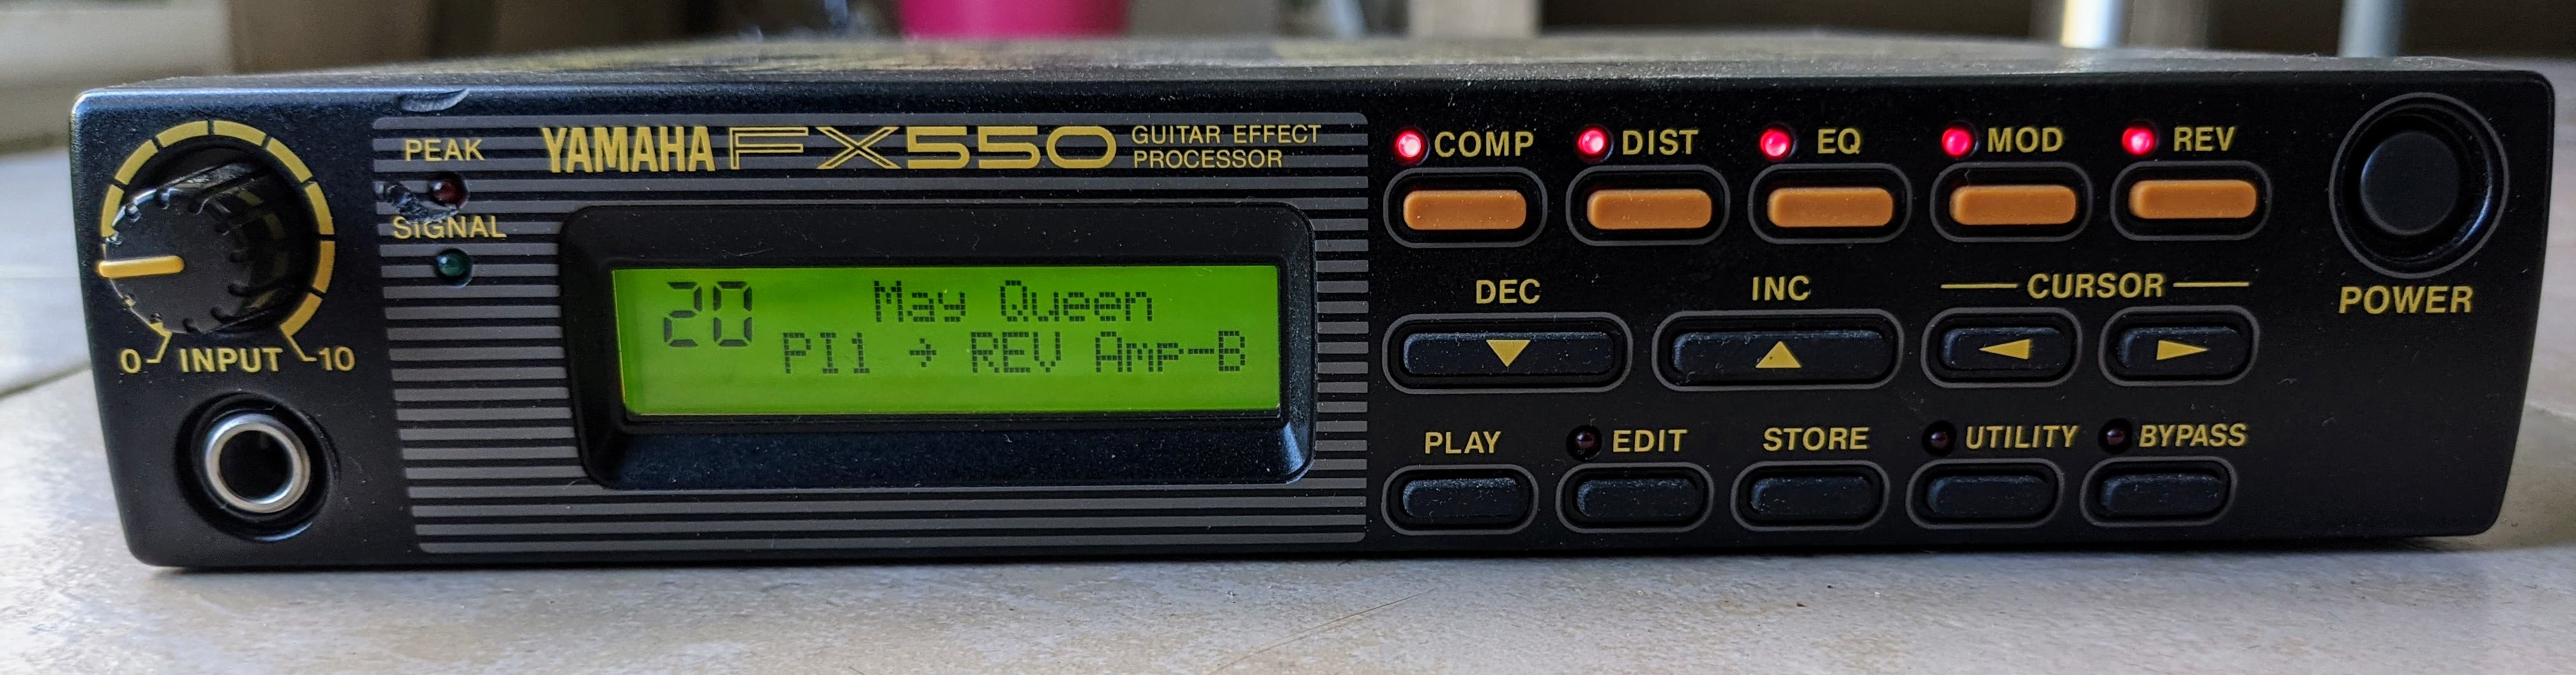 PEAK
SIGNAL
0 INPUT 10
YAMAHA FX550 GUITAR EFFECT
PROCESSOR
20 May Queen
PI1 → REV Amp-B
COMP DIST EQ MOD REV
DEC INC CURSOR
POWER
PLAY EDIT STORE UTILITY BYPASS